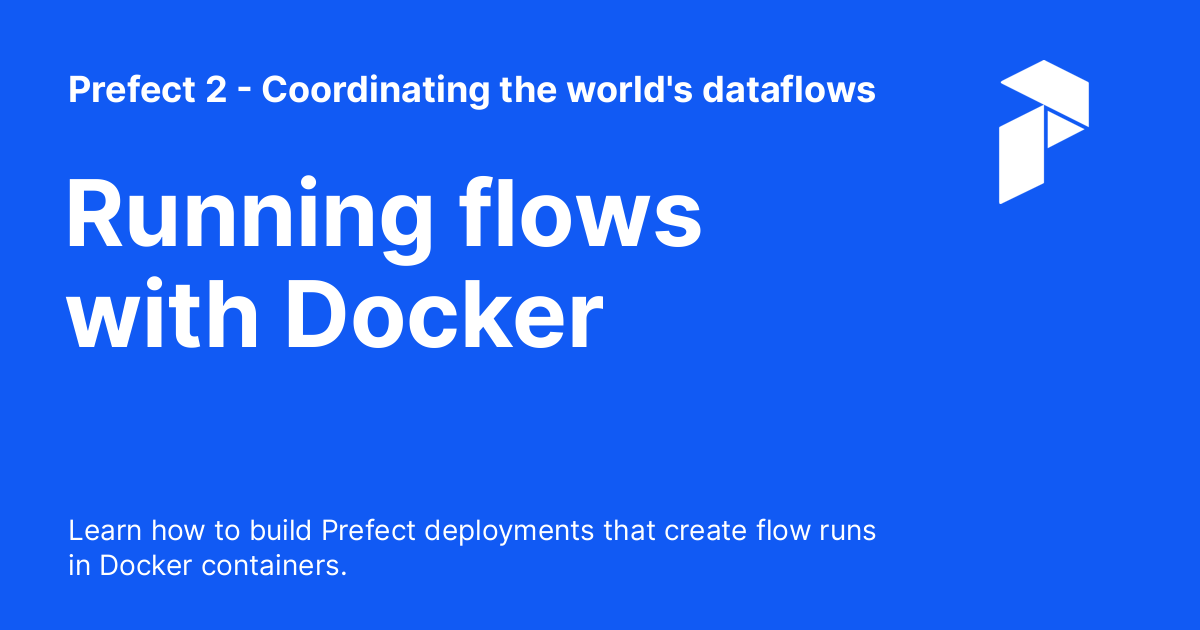 Prefect 2 - Coordinating the world's dataflows
Running flows
with Docker
Learn how to build Prefect deployments that create flow runs
in Docker containers.